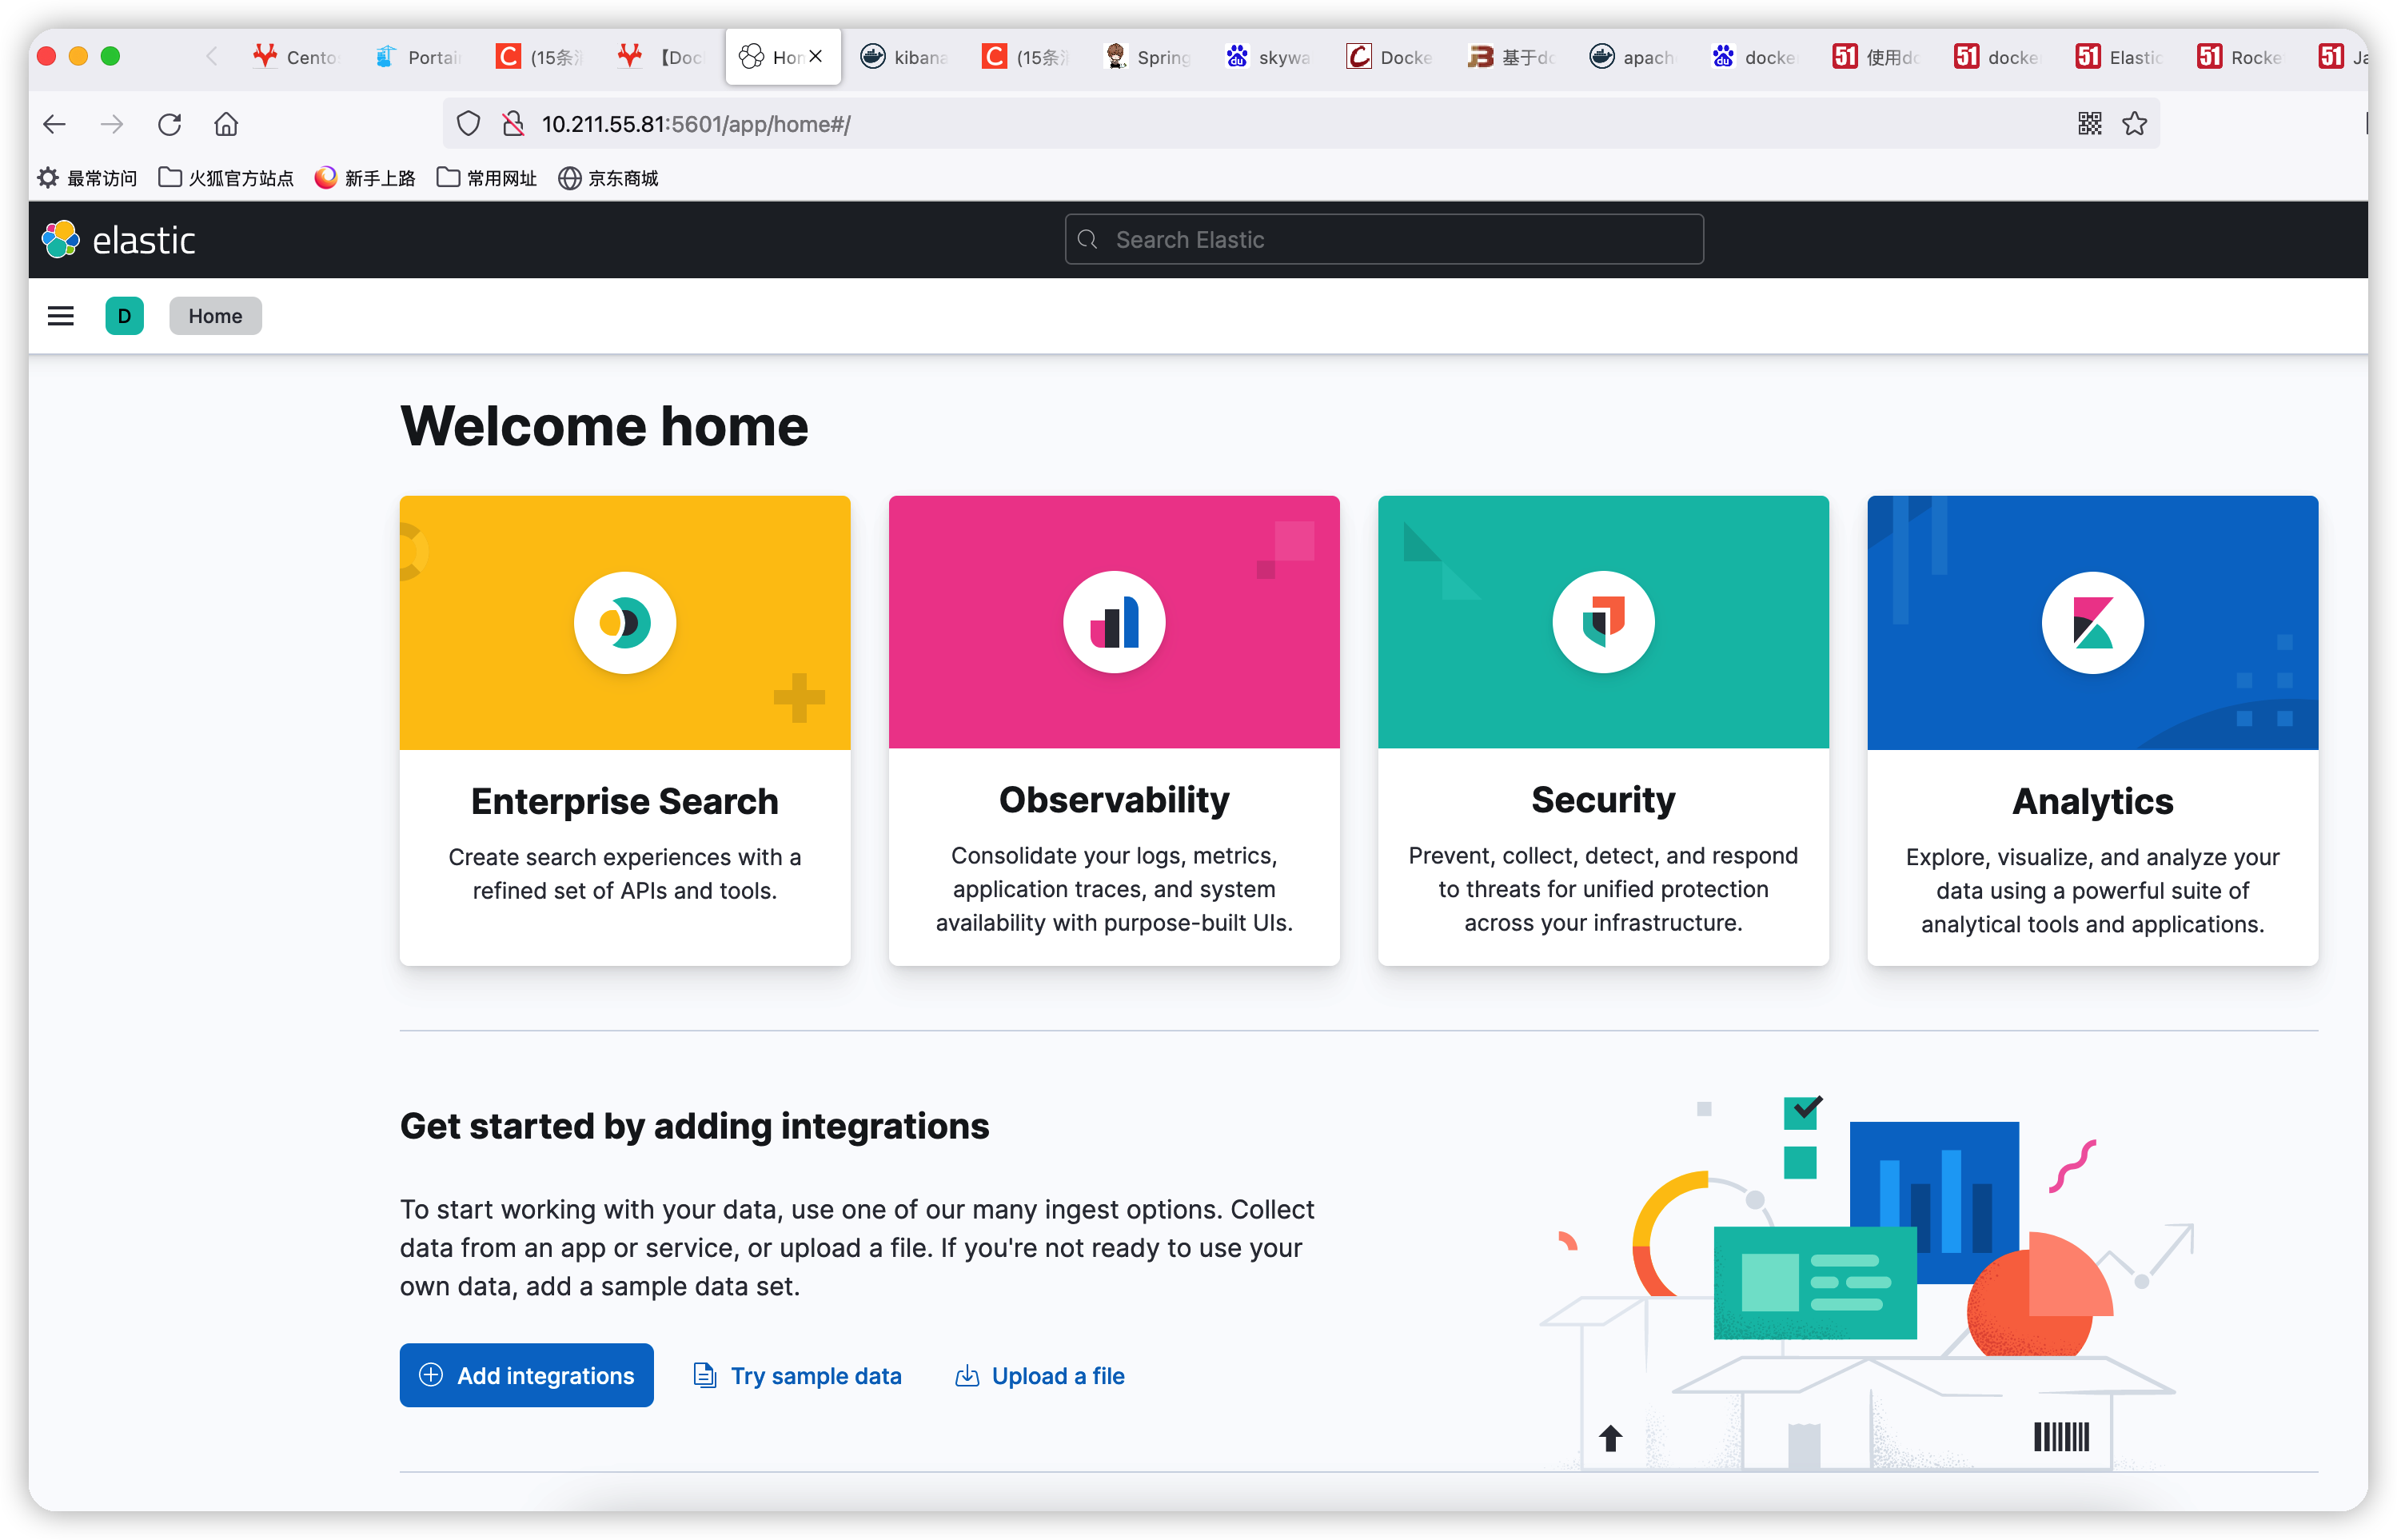 Cento
Portai
(15条
【Doc
Hon
kibana
(15条
Spring
skywa
Docke
基于do
apach
docke
使用do
docke
Elastic
Rocke
Ja
10.211.55.81:5601/app/home#/
最常访问
火狐官方站点
新手上路
常用网址
京东商城
elastic
Search Elastic
D
Home
Welcome home
Enterprise Search
Create search experiences with a
refined set of APIs and tools.
Observability
Consolidate your logs, metrics,
application traces, and system
availability with purpose-built UIs.
Security
Prevent, collect, detect, and respond
to threats for unified protection
across your infrastructure.
Analytics
Explore, visualize, and analyze your
data using a powerful suite of
analytical tools and applications.
Get started by adding integrations
To start working with your data, use one of our many ingest options. Collect
data from an app or service, or upload a file. If you're not ready to use your
own data, add a sample data set.
Add integrations
Try sample data
Upload a file